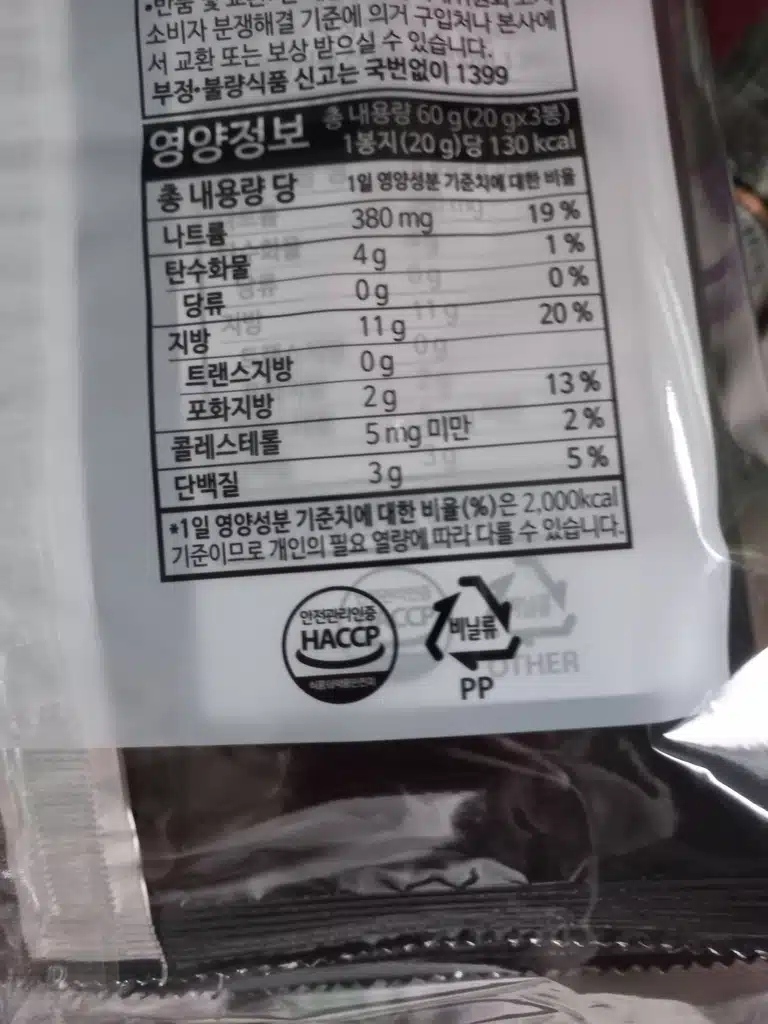 소비자 분쟁해결 기준에 의거 구입처나 본사에
서 교환 또는 보상 받으실 수 있습니다.
부정·불량식품 신고는 국번없이 1399
영양정보
총 내용량 60 g(20 gx3봉)
1봉지(20 g)당 130 kcal
총 내용량 당 1일 영양성분 기준치에 대한 비율
나트륨 380 mg 19 %
탄수화물 4 g 1 %
당류 0 g 0 %
지방 11 g 20 %
트랜스지방 0 g
포화지방 2 g 13 %
콜레스테롤 5 mg 미만 2 %
단백질 3 g 5 %
*1일 영양성분 기준치에 대한 비율(%)은 2,000kcal
기준이므로 개인의 필요 열량에 따라 다를 수 있습니다.
안전관리인증
HACCP
비닐류
PP
OTHER